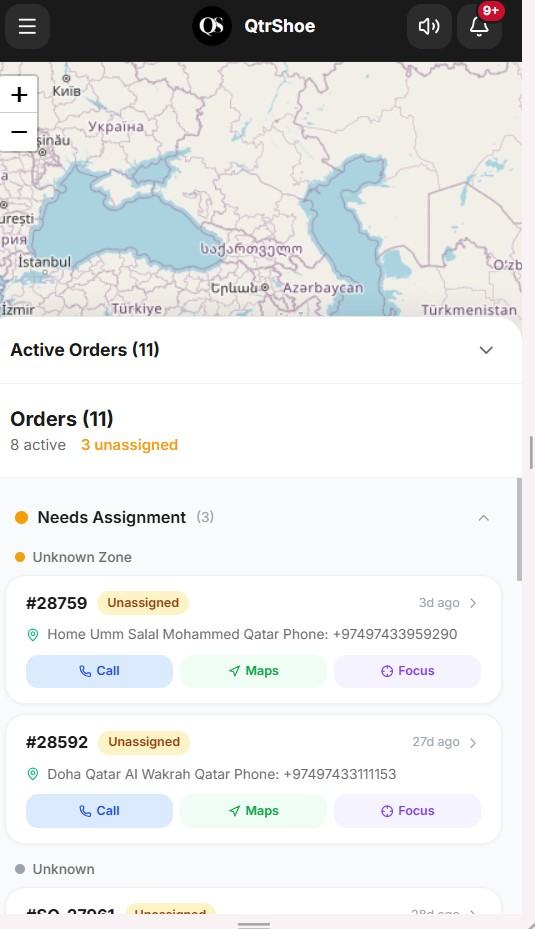 QS QtrShoe 9+
+
Київ
−
Україна
șinău
a
urești
рия
İstanbul
საქართველო
Երևան
Azərbaycan
Oʻzb
İzmir
Türkiye
Türkmenistan
Active Orders (11)
Orders (11)
8 active 3 unassigned
Needs Assignment (3)
Unknown Zone
#28759 Unassigned 3d ago
Home Umm Salal Mohammed Qatar Phone: +97497433959290
Call Maps Focus
#28592 Unassigned 27d ago
Doha Qatar Al Wakrah Qatar Phone: +97497433111153
Call Maps Focus
Unknown
#SO-27961 Unassigned 28d ago